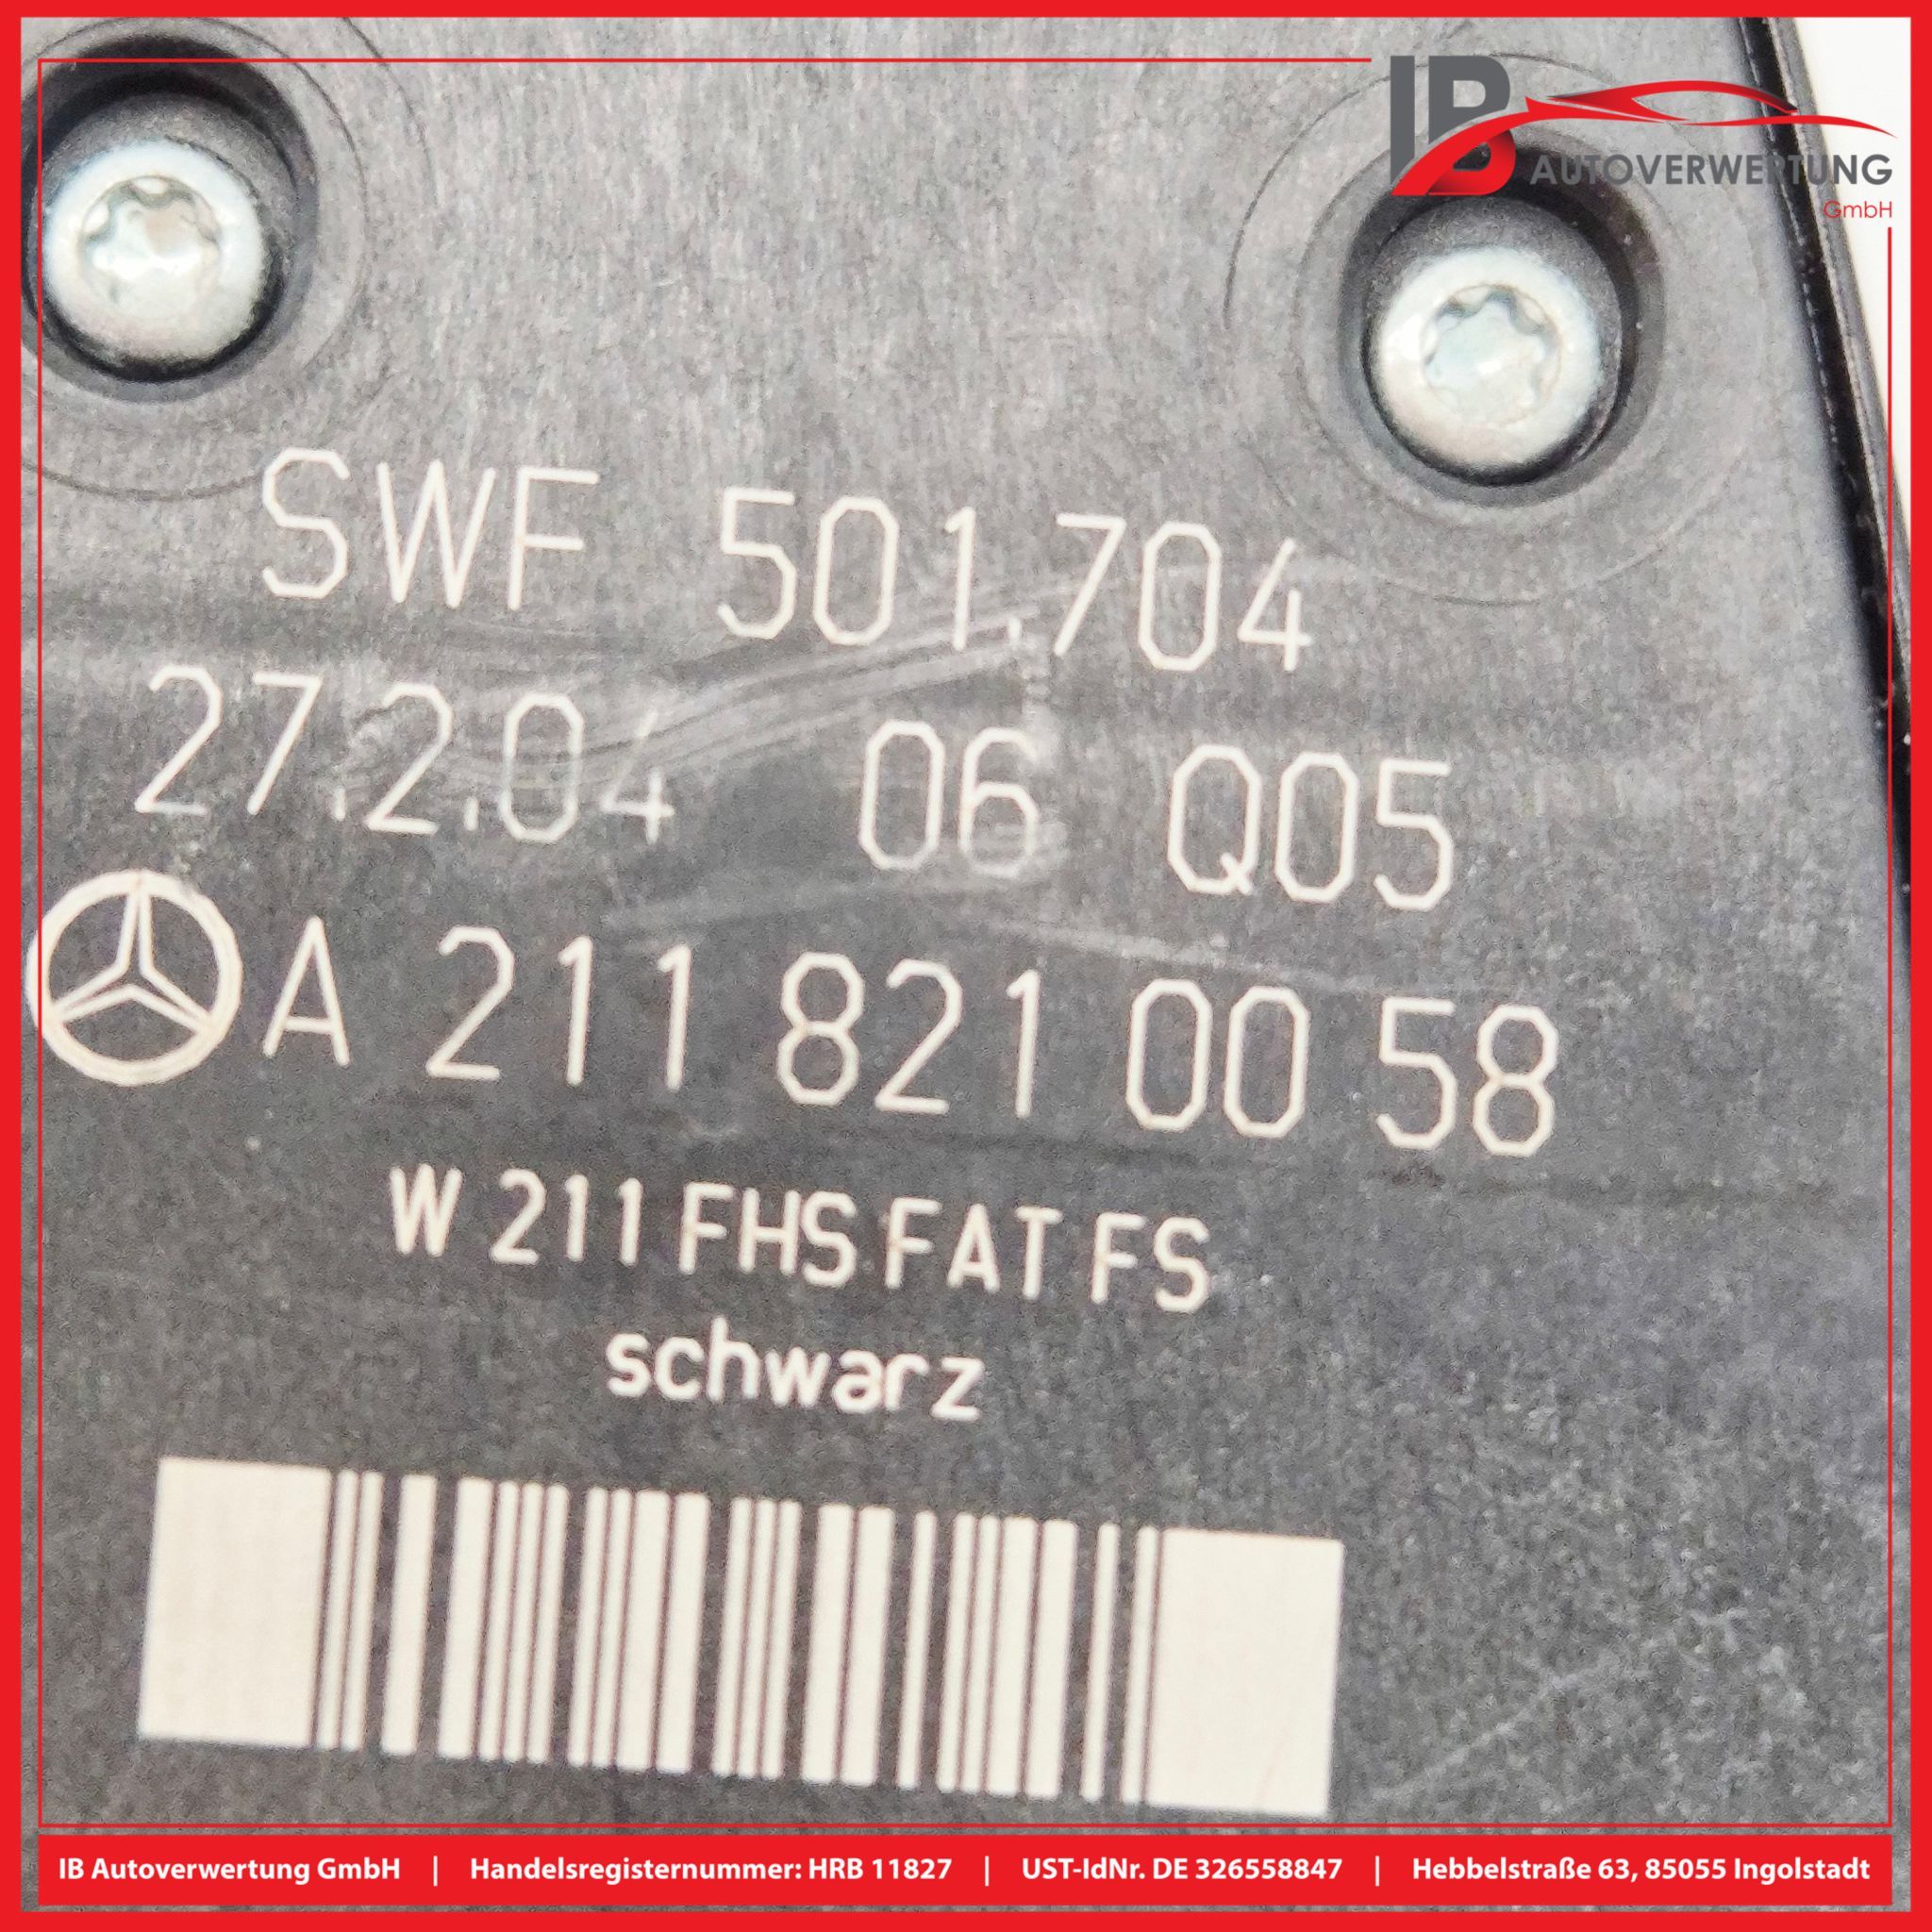 IB
AUTOVERWERTUNG
GmbH
SWF 501.704
27.2.04 06 Q05
A 211 821 00 58
W 211 FHS FAT FS
schwarz
IB Autoverwertung GmbH | Handelsregisternummer: HRB 11827 | UST-IdNr. DE 326558847 | Hebbelstraße 63, 85055 Ingolstadt